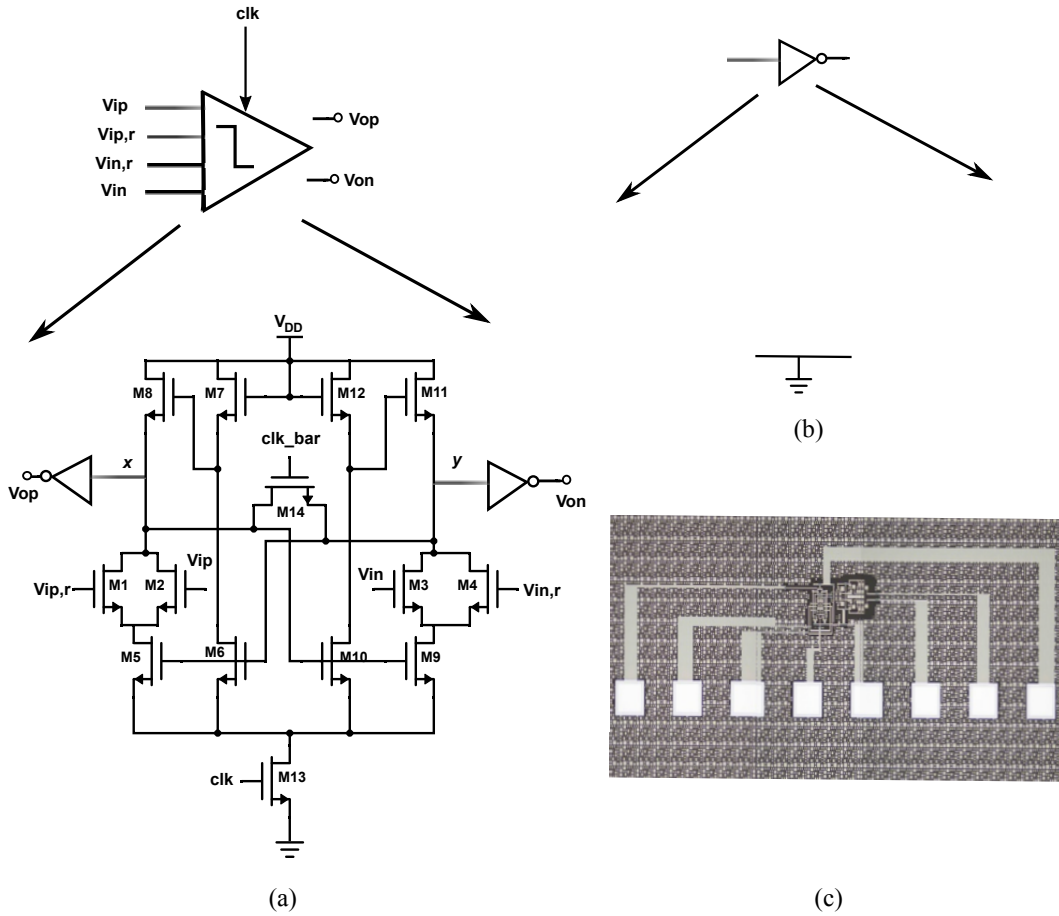 clk
Vip
Vip,r
Vin,r
Vin
Vop
Von
VDD
M8
M7
M12
M11
clk_bar
x
y
Vop
Von
M14
Vip,r
M1
M2
Vip
Vin
M3
M4
Vin,r
M5
M6
M10
M9
clk
M13
(a)
(b)
(c)